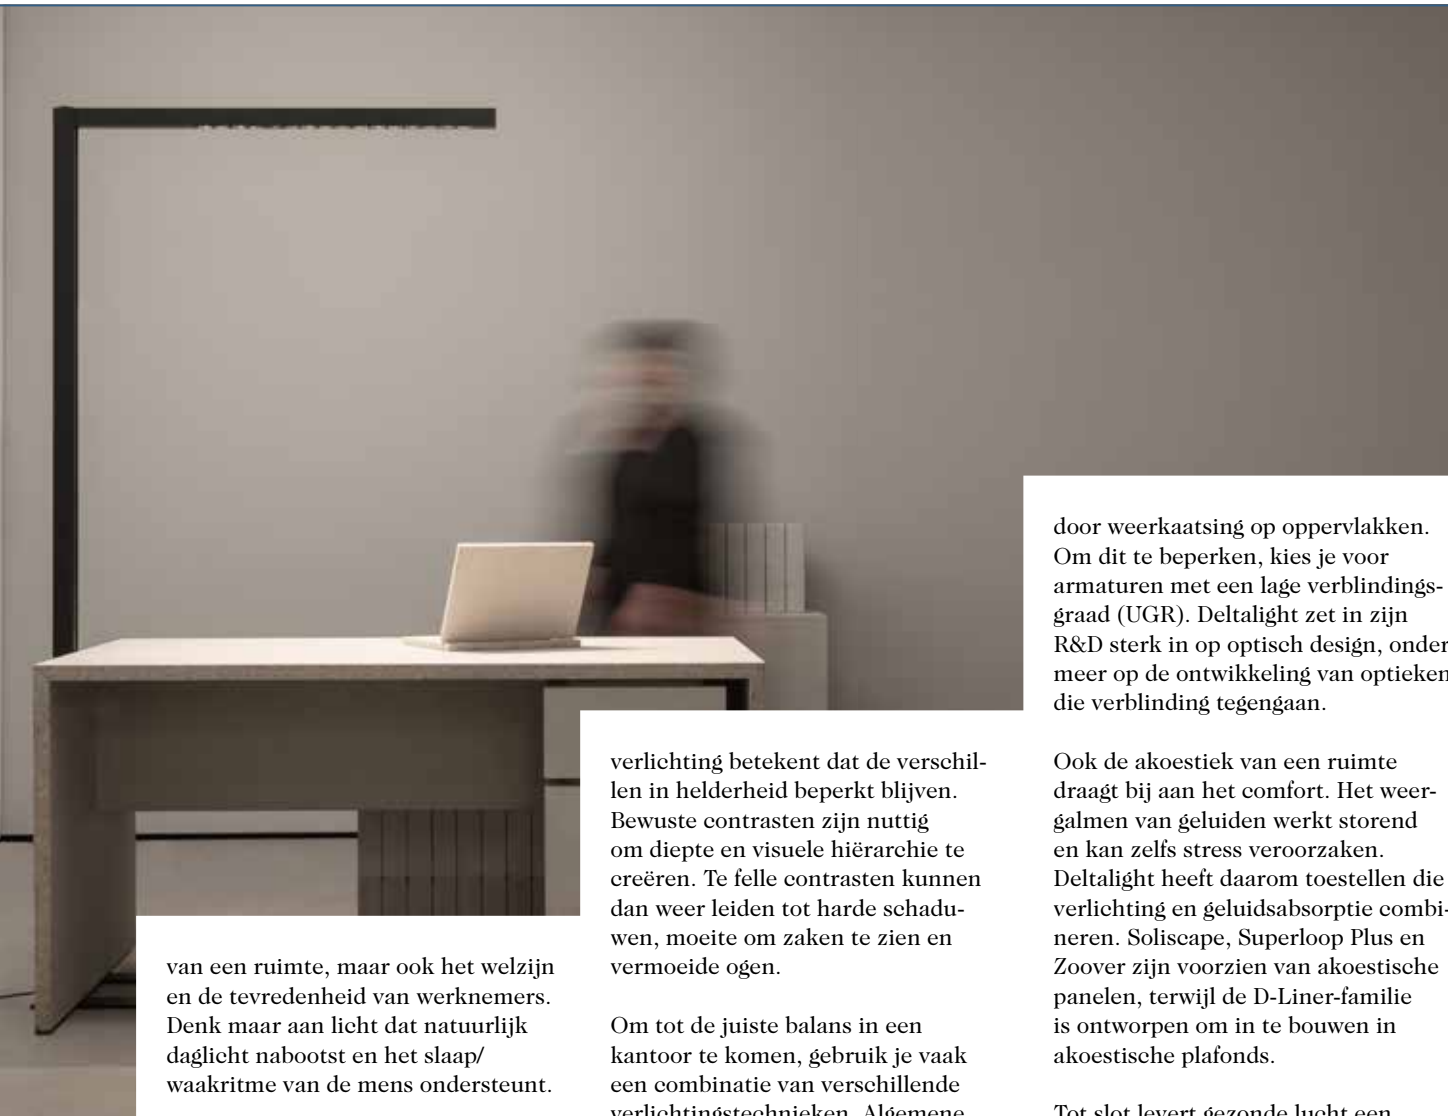 van een ruimte, maar ook het welzijn
en de tevredenheid van werknemers.
Denk maar aan licht dat natuurlijk
daglicht nabootst en het slaap/
waakritme van de mens ondersteunt.
verlichting betekent dat de verschil-
len in helderheid beperkt blijven.
Bewuste contrasten zijn nuttig
om diepte en visuele hiërarchie te
creëren. Te felle contrasten kunnen
dan weer leiden tot harde schadu-
wen, moeite om zaken te zien en
vermoeide ogen.
Om tot de juiste balans in een
kantoor te komen, gebruik je vaak
een combinatie van verschillende
verlichtingstechnieken. Algemene
door weerkaatsing op oppervlakken.
Om dit te beperken, kies je voor
armaturen met een lage verblindings-
graad (UGR). Deltalight zet in zijn
R&D sterk in op optisch design, onder
meer op de ontwikkeling van optieken
die verblinding tegengaan.
Ook de akoestiek van een ruimte
draagt bij aan het comfort. Het weer-
galmen van geluiden werkt storend
en kan zelfs stress veroorzaken.
Deltalight heeft daarom toestellen die
verlichting en geluidsabsorptie combi-
neren. Soliscape, Superloop Plus en
Zoover zijn voorzien van akoestische
panelen, terwijl de D-Liner-familie
is ontworpen om in te bouwen in
akoestische plafonds.
Tot slot levert gezonde lucht een